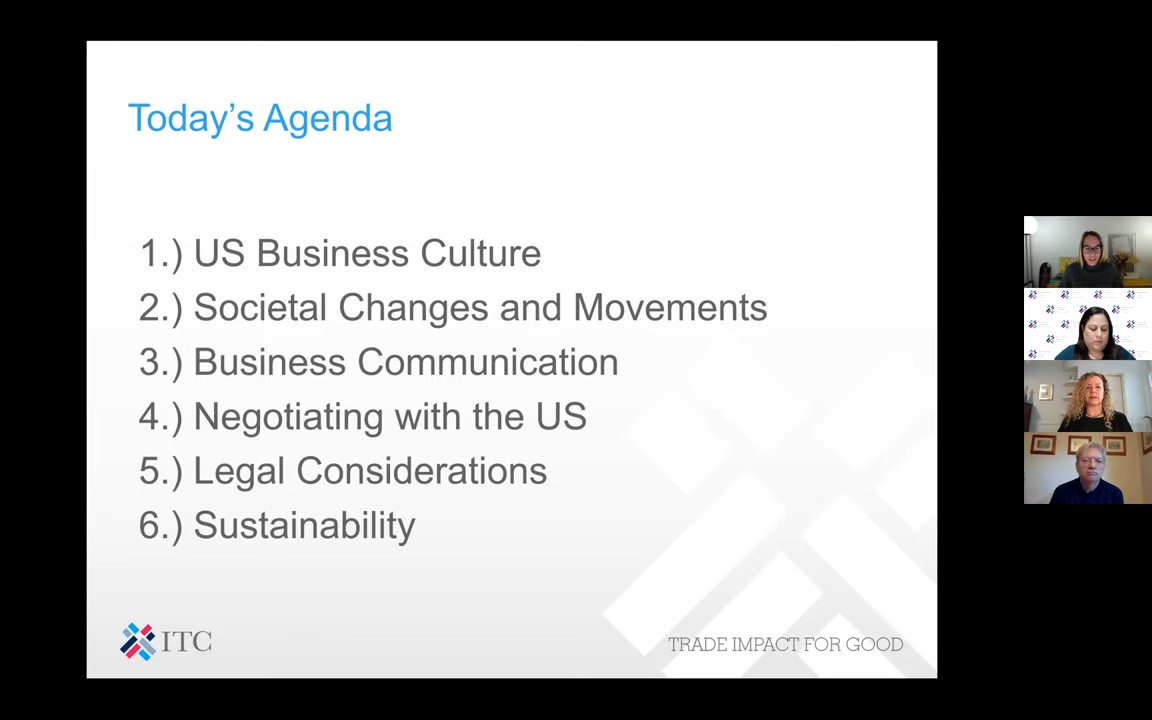 Today's Agenda
1.) US Business Culture
2.) Societal Changes and Movements
3.) Business Communication
4.) Negotiating with the US
5.) Legal Considerations
6.) Sustainability
ITC
TRADE IMPACT FOR GOOD